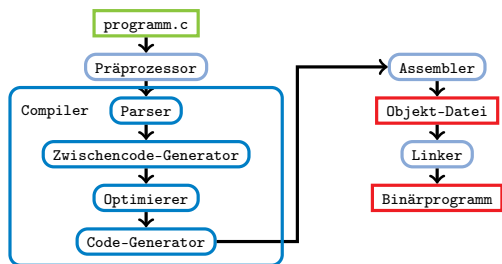 programm.c
Präprozessor
Compiler
Parser
Zwischencode-Generator
Optimierer
Code-Generator
Assembler
Objekt-Datei
Linker
Binärprogramm